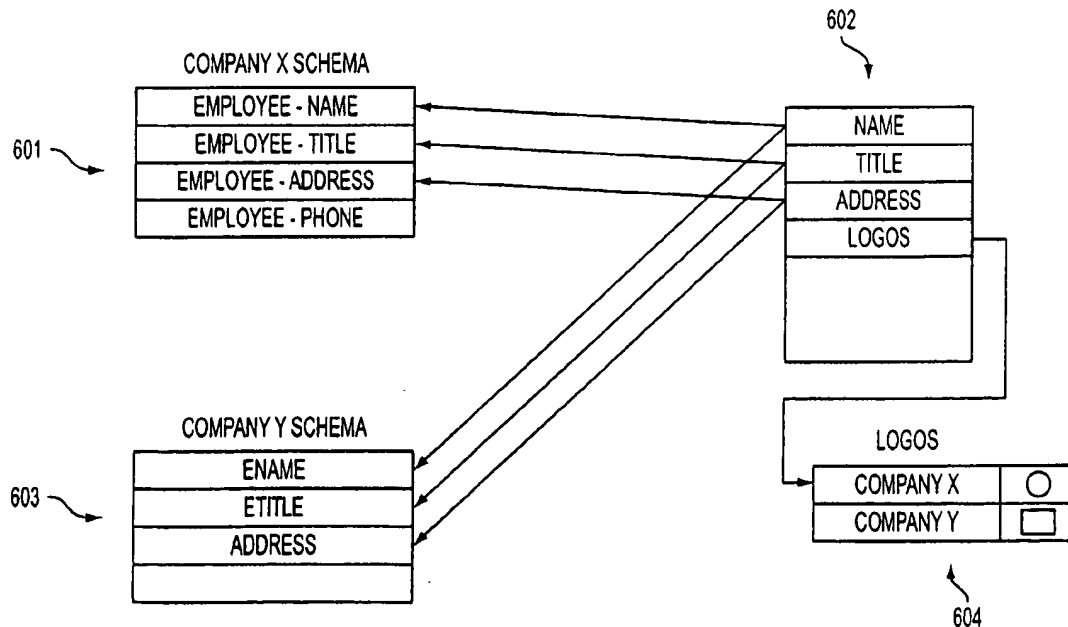 602
COMPANY X SCHEMA
EMPLOYEE - NAME
EMPLOYEE - TITLE
EMPLOYEE - ADDRESS
EMPLOYEE - PHONE
601
NAME
TITLE
ADDRESS
LOGOS
COMPANY Y SCHEMA
ENAME
ETITLE
ADDRESS
603
LOGOS
COMPANY X
COMPANY Y
604